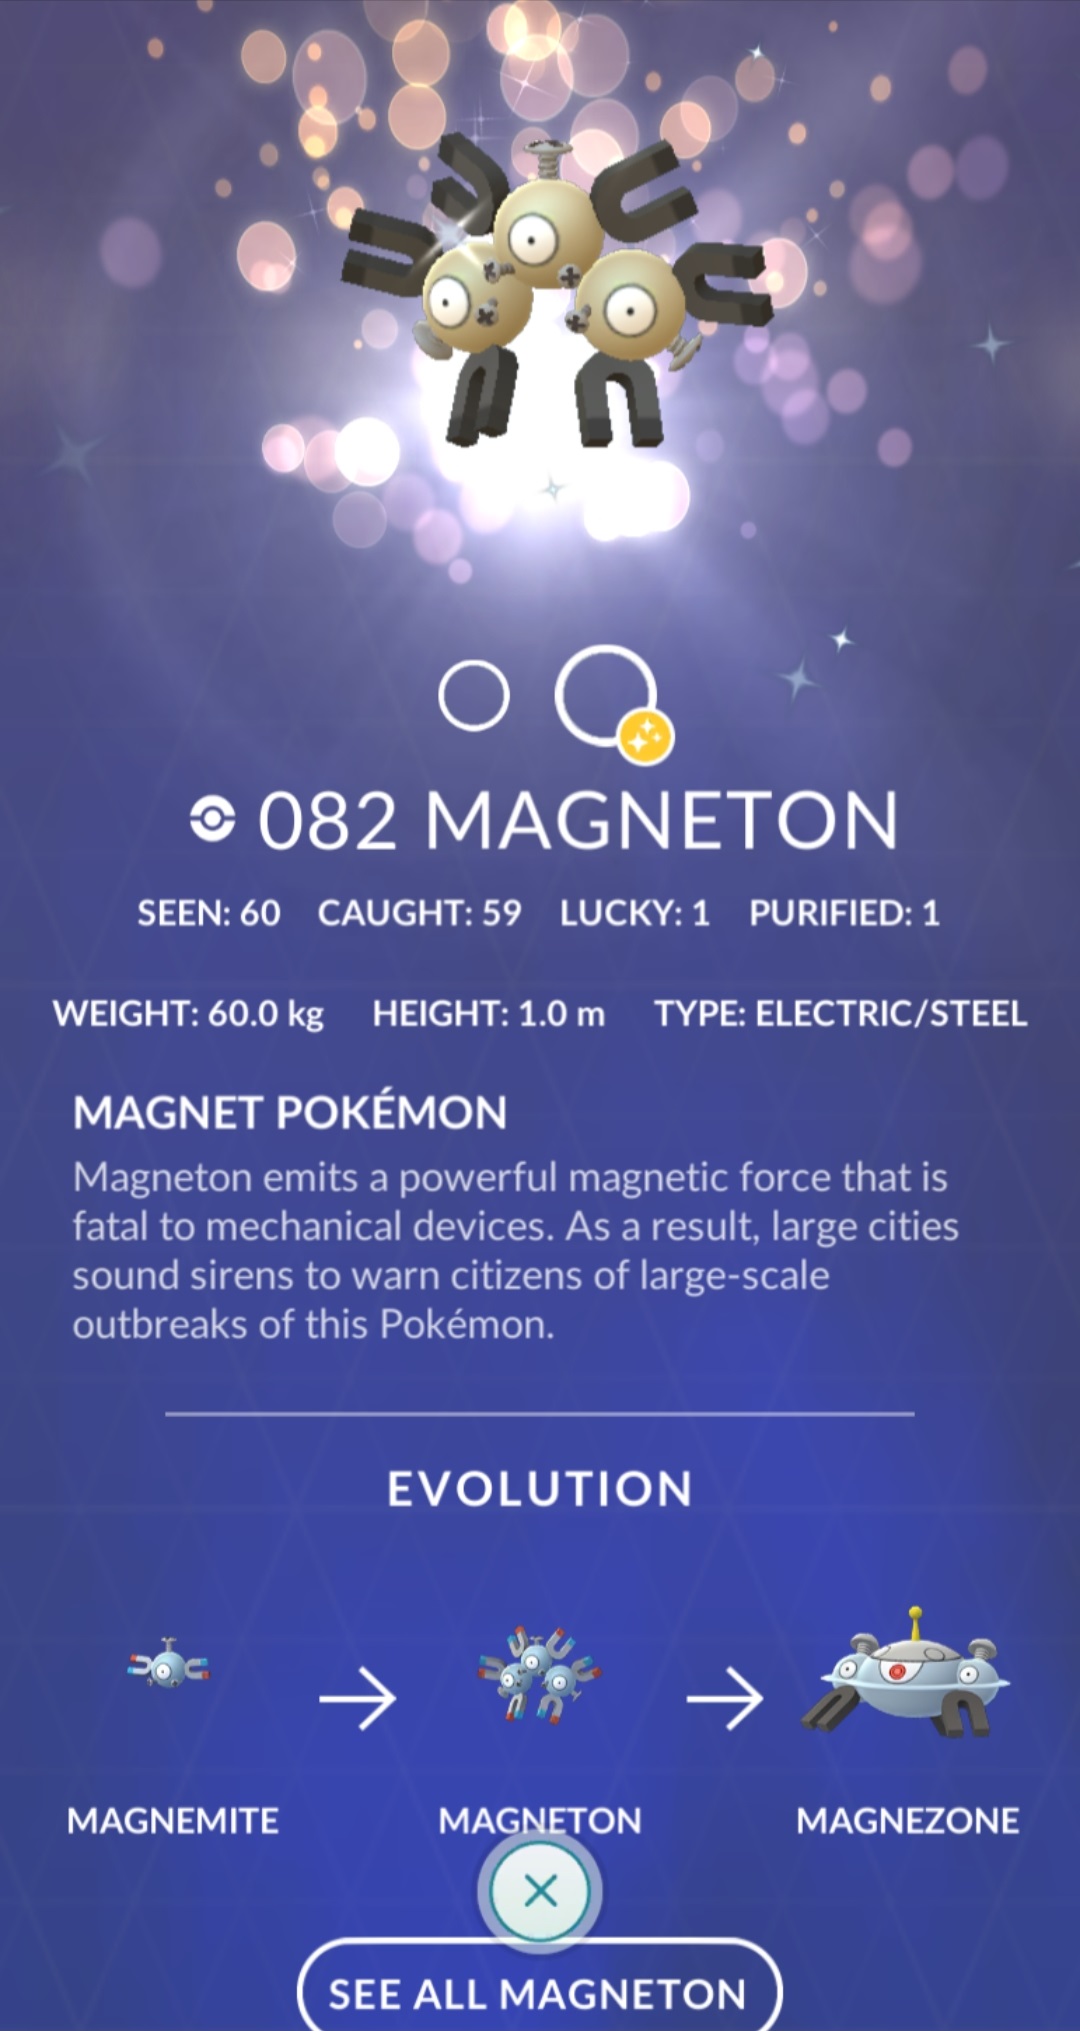 082 MAGNETON
SEEN: 60 CAUGHT: 59 LUCKY: 1 PURIFIED: 1
WEIGHT: 60.0 kg HEIGHT: 1.0 m TYPE: ELECTRIC/STEEL
MAGNET POKÉMON
Magneton emits a powerful magnetic force that is
fatal to mechanical devices. As a result, large cities
sound sirens to warn citizens of large-scale
outbreaks of this Pokémon.
EVOLUTION
MAGNEMITE MAGNETON MAGNEZONE
SEE ALL MAGNETON